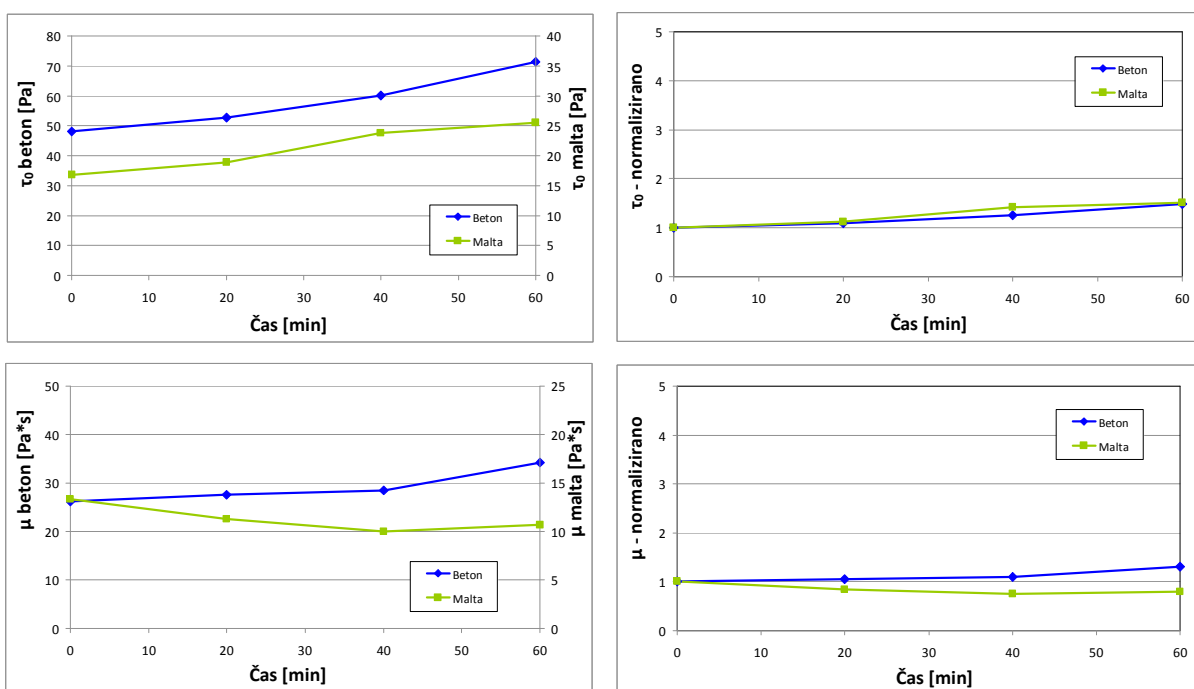 80
70
60
50
40
30
20
10
0
40
35
30
25
20
15
10
5
0
τ₀ beton [Pa]
τ₀ malta [Pa]
Beton
Malta
0 10 20 30 40 50 60
Čas [min]
5
4
3
2
1
0
τ₀ - normalizirano
Beton
Malta
0 10 20 30 40 50 60
Čas [min]
50
40
30
20
10
0
25
20
15
10
5
0
μ beton [Pa*s]
μ malta [Pa*s]
Beton
Malta
0 10 20 30 40 50 60
Čas [min]
5
4
3
2
1
0
μ - normalizirano
Beton
Malta
0 10 20 30 40 50 60
Čas [min]